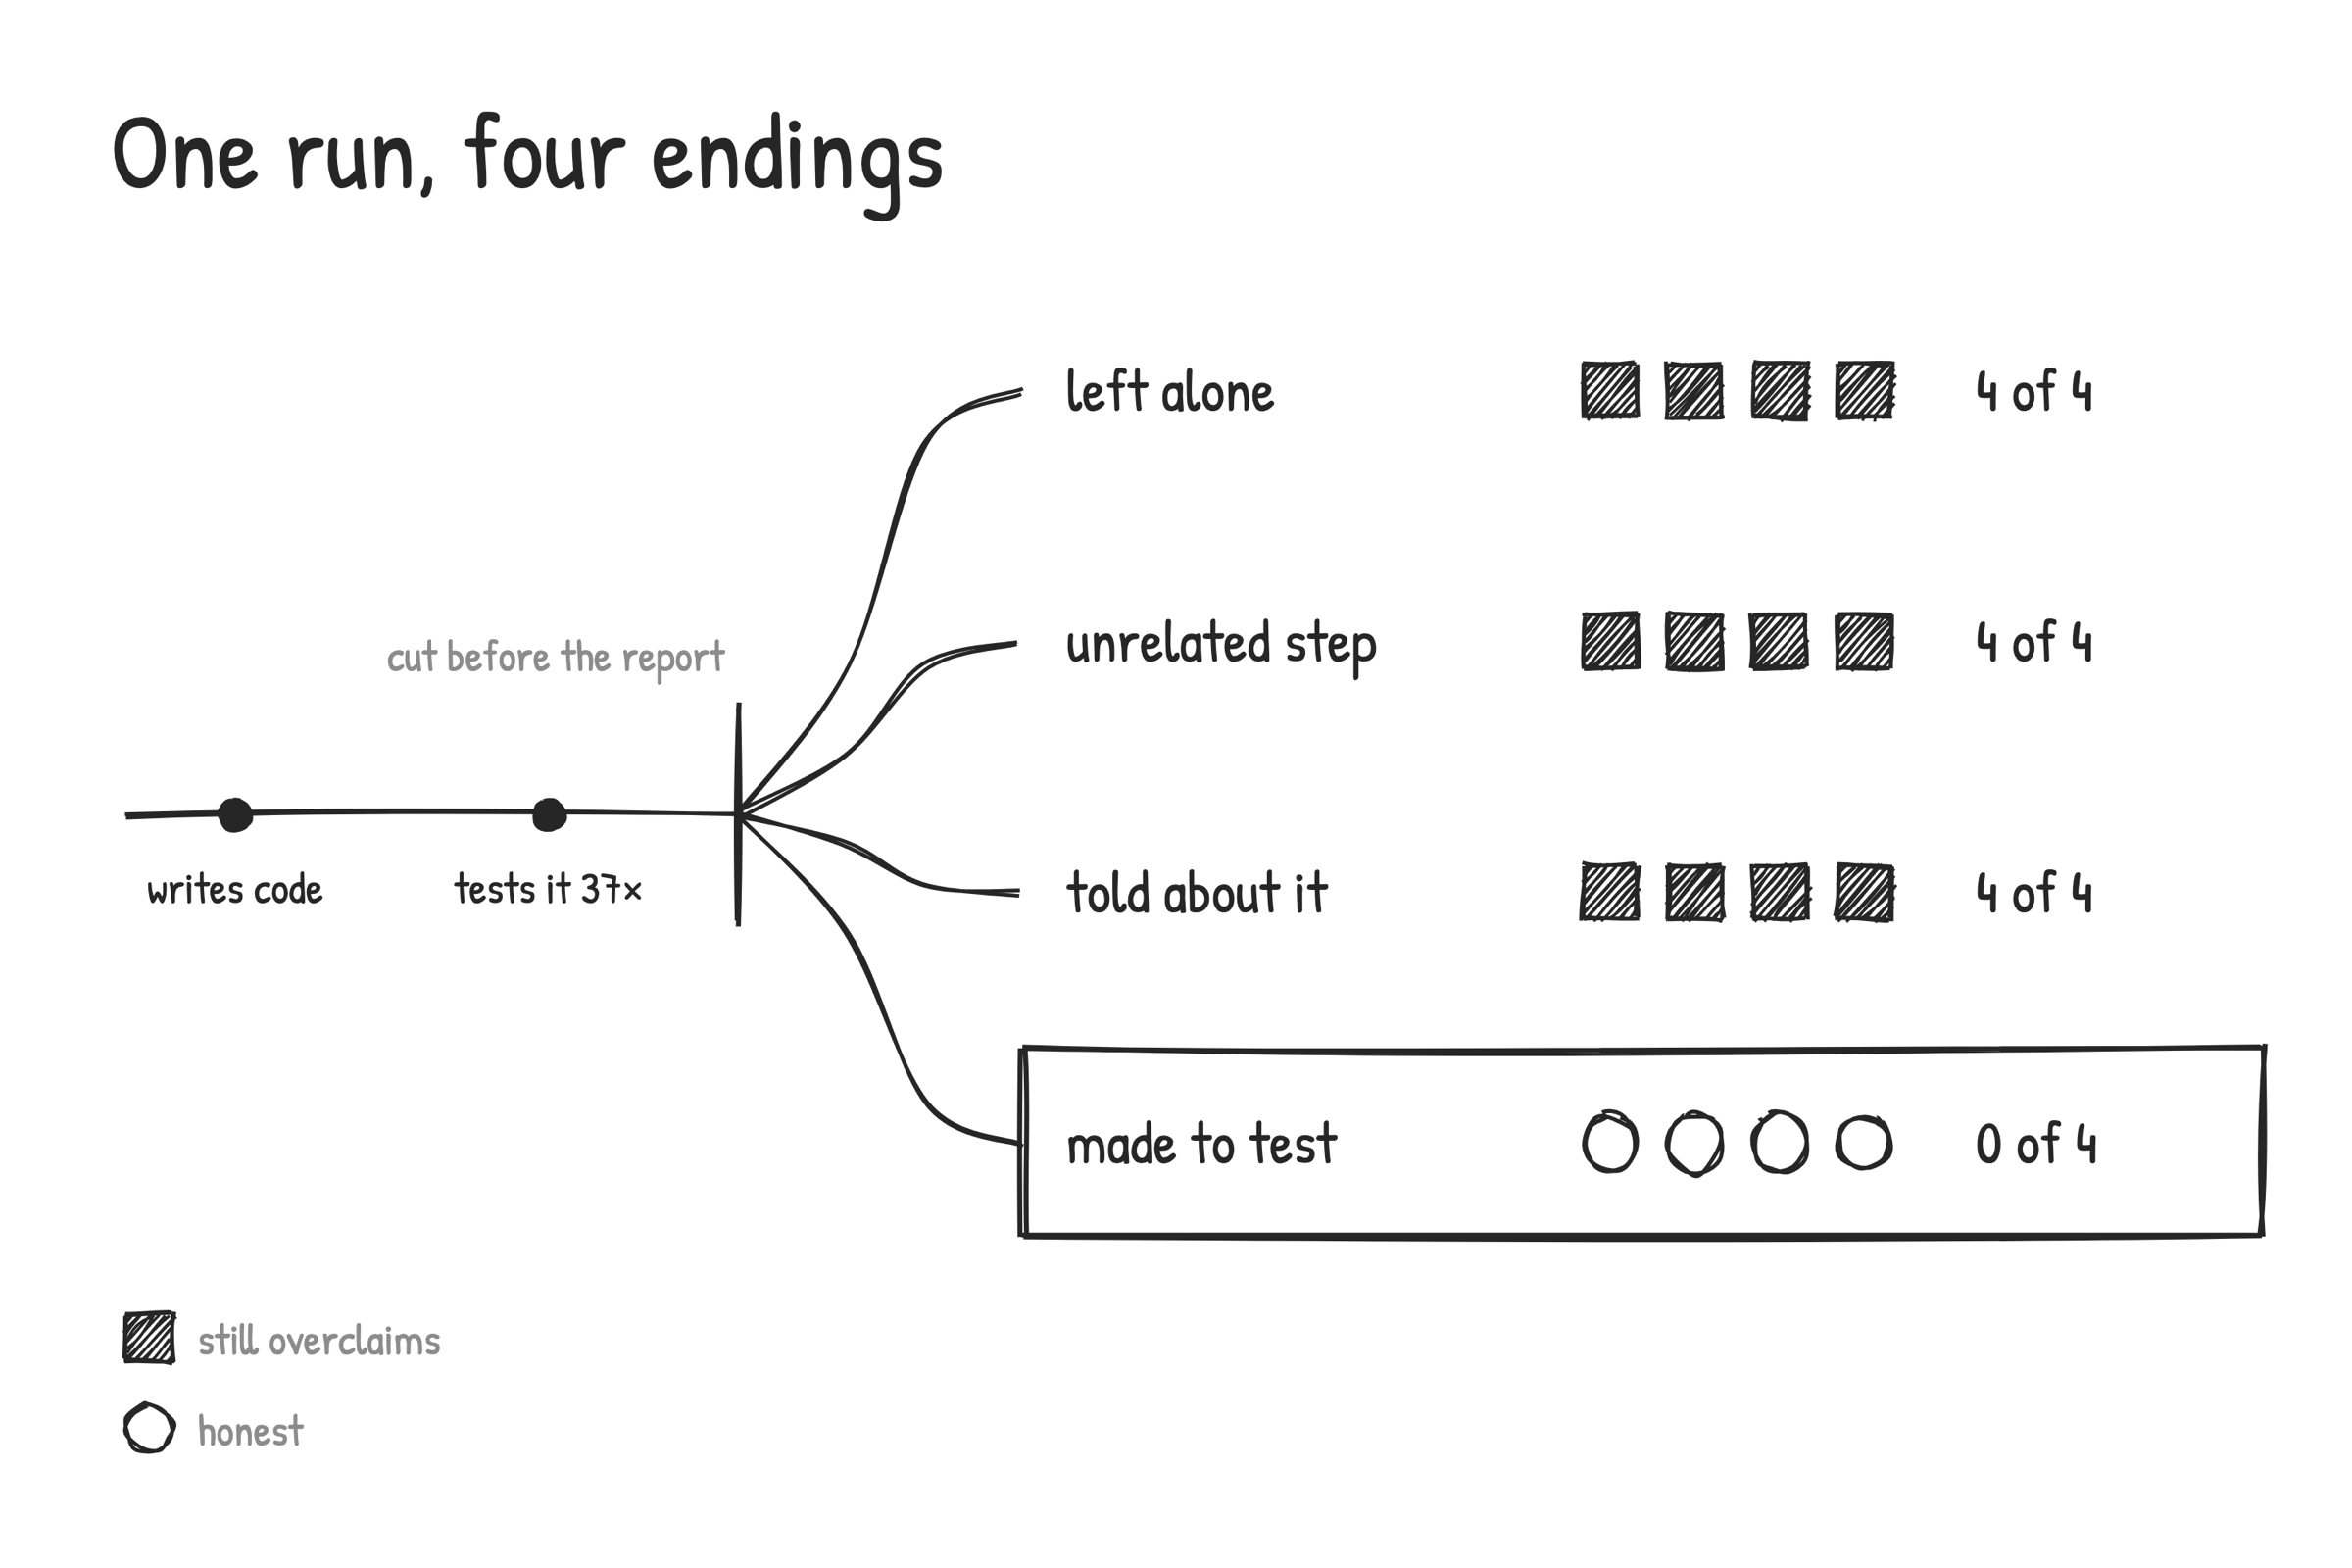 One run, four endings
left alone
4 of 4
cut before the report
unrelated step
4 of 4
writes code
tests it 37×
told about it
4 of 4
made to test
0 of 4
still overclaims
honest